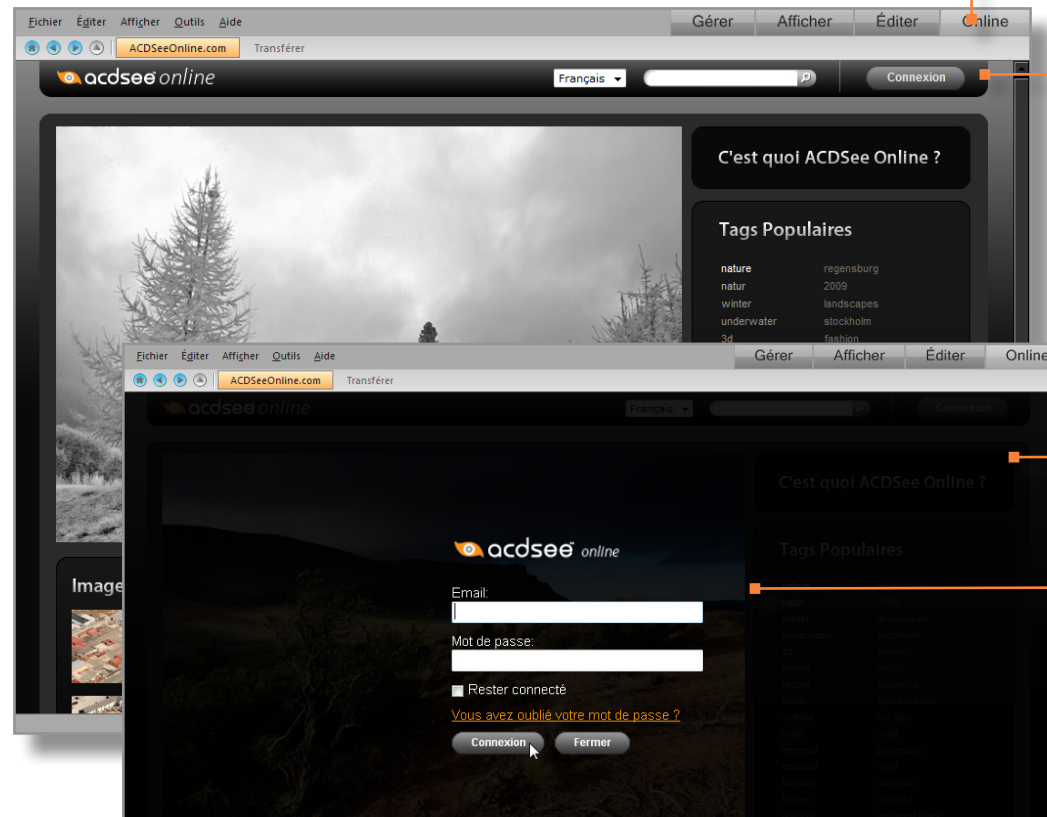 Fichier Éditer Afficher Outils Aide
Gérer Afficher Éditer Online
ACDSeeOnline.com Transférer
acdsee online
Français
Connexion
C'est quoi ACDSee Online ?
Tags Populaires
nature regensburg
natur 2009
winter landscapes
underwater stockholm
3d fashion
Image
Fichier Éditer Afficher Outils Aide
Gérer Afficher Éditer Online
ACDSeeOnline.com Transférer
acdsee online
Français
Connexion
C'est quoi ACDSee Online ?
Tags Populaires
acdsee online
Email:
Mot de passe:
Rester connecté
Vous avez oublié votre mot de passe ?
Connexion Fermer